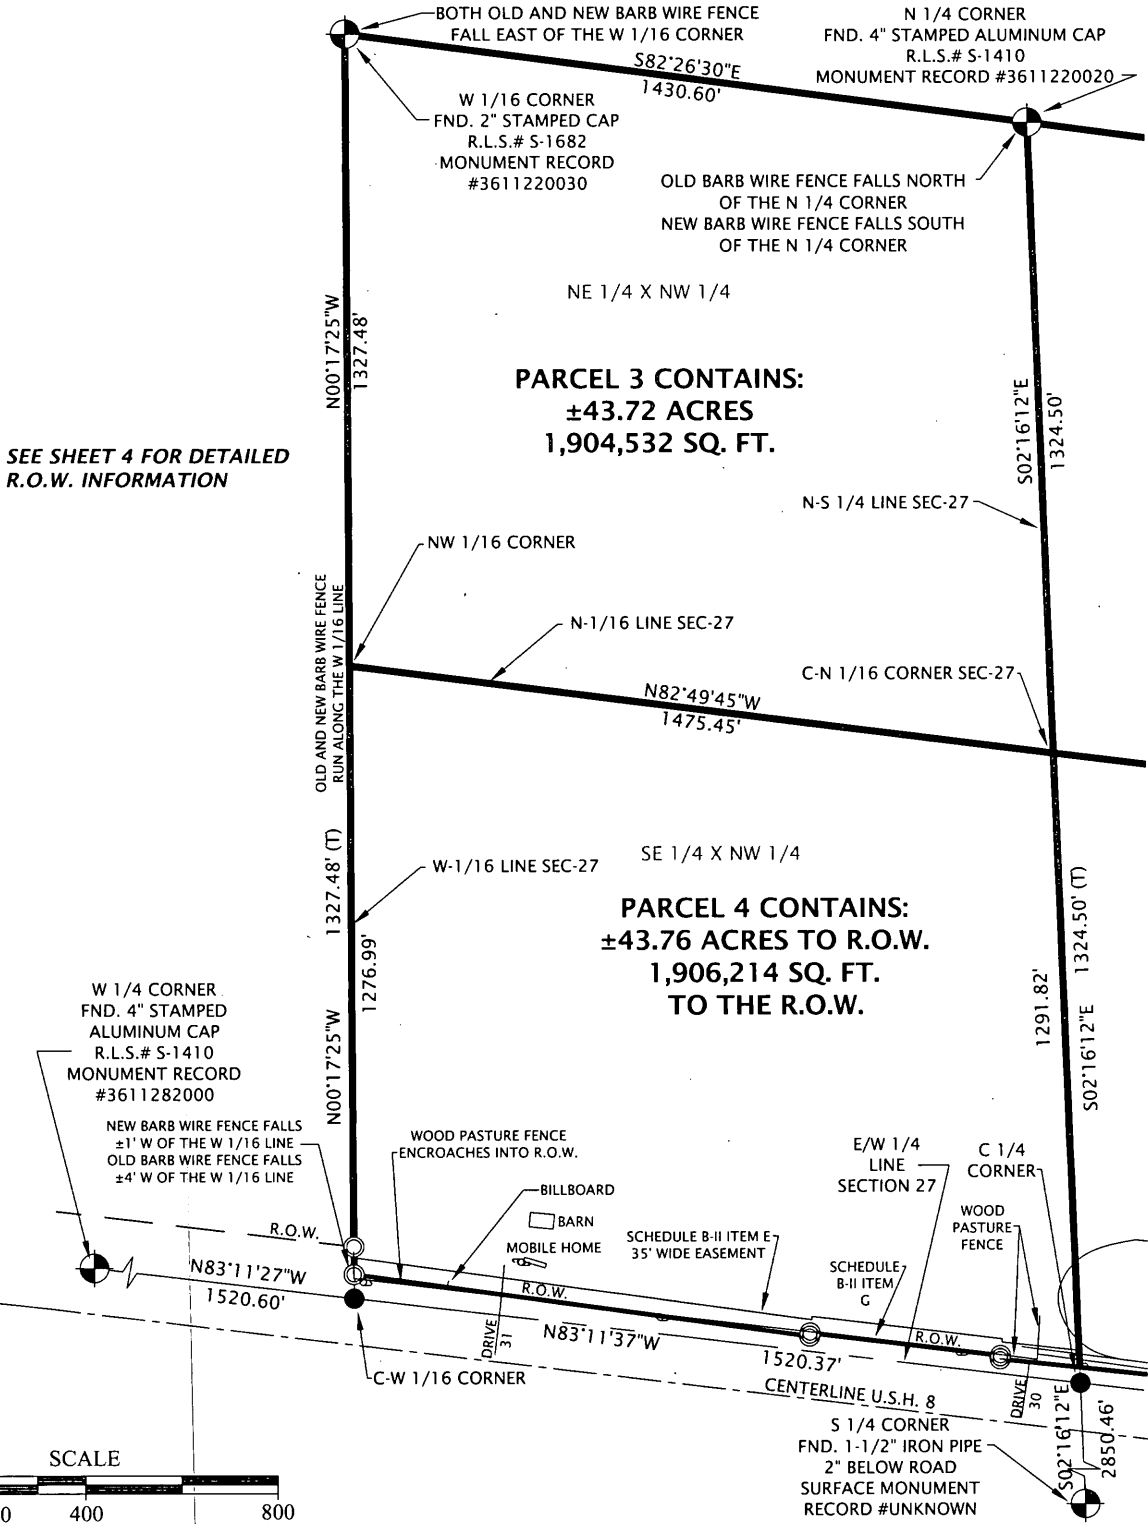 BOTH OLD AND NEW BARB WIRE FENCE
FALL EAST OF THE W 1/16 CORNER
N 1/4 CORNER
FND. 4" STAMPED ALUMINUM CAP
R.L.S.# S-1410
MONUMENT RECORD #3611220020
S82°26'30"E
1430.60'
W 1/16 CORNER
FND. 2" STAMPED CAP
R.L.S.# S-1682
MONUMENT RECORD
#3611220030
OLD BARB WIRE FENCE FALLS NORTH
OF THE N 1/4 CORNER
NEW BARB WIRE FENCE FALLS SOUTH
OF THE N 1/4 CORNER
NE 1/4 X NW 1/4
N00°17'25"W
1327.48'
PARCEL 3 CONTAINS:
±43.72 ACRES
1,904,532 SQ. FT.
S02°16'12"E
1324.50'
SEE SHEET 4 FOR DETAILED
R.O.W. INFORMATION
N-S 1/4 LINE SEC-27
NW 1/16 CORNER
OLD AND NEW BARB WIRE FENCE
RUN ALONG THE W 1/16 LINE
N-1/16 LINE SEC-27
C-N 1/16 CORNER SEC-27
N82°49'45"W
1475.45'
1327.48' (T)
W-1/16 LINE SEC-27
SE 1/4 X NW 1/4
PARCEL 4 CONTAINS:
±43.76 ACRES TO R.O.W.
1,906,214 SQ. FT.
TO THE R.O.W.
1276.99'
N00°17'25"W
1324.50' (T)
1291.82'
S02°16'12"E
W 1/4 CORNER
FND. 4" STAMPED
ALUMINUM CAP
R.L.S.# S-1410
MONUMENT RECORD
#3611282000
NEW BARB WIRE FENCE FALLS
±1' W OF THE W 1/16 LINE
OLD BARB WIRE FENCE FALLS
±4' W OF THE W 1/16 LINE
WOOD PASTURE FENCE
ENCROACHES INTO R.O.W.
BILLBOARD
BARN
MOBILE HOME
SCHEDULE B-II ITEM E
35' WIDE EASEMENT
E/W 1/4
LINE
SECTION 27
C 1/4
CORNER
WOOD
PASTURE
FENCE
SCHEDULE
B-II ITEM
G
R.O.W.
R.O.W.
R.O.W.
N83°11'27"W
1520.60'
DRIVE
31
N83°11'37"W
1520.37'
C-W 1/16 CORNER
CENTERLINE U.S.H. 8
DRIVE
30
S02°16'12"E
2850.46'
S 1/4 CORNER
FND. 1-1/2" IRON PIPE
2" BELOW ROAD
SURFACE MONUMENT
RECORD #UNKNOWN
SCALE
0 400 800